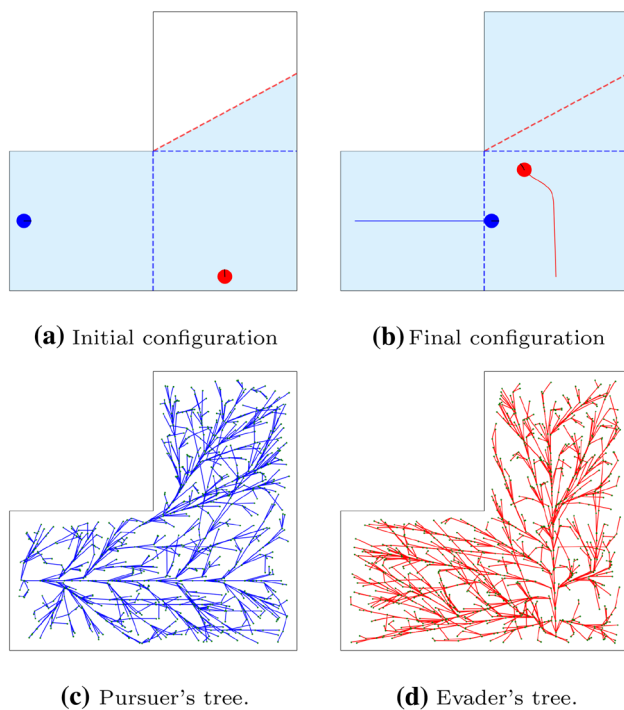 (a) Initial configuration
(b) Final configuration
(c) Pursuer's tree.
(d) Evader's tree.